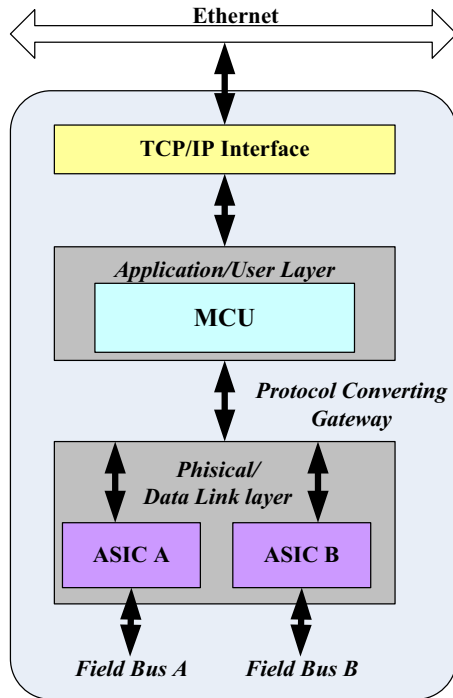 Ethernet
TCP/IP Interface
Application/User Layer
MCU
Protocol Converting
Gateway
Phisical/
Data Link layer
ASIC A
ASIC B
Field Bus A
Field Bus B